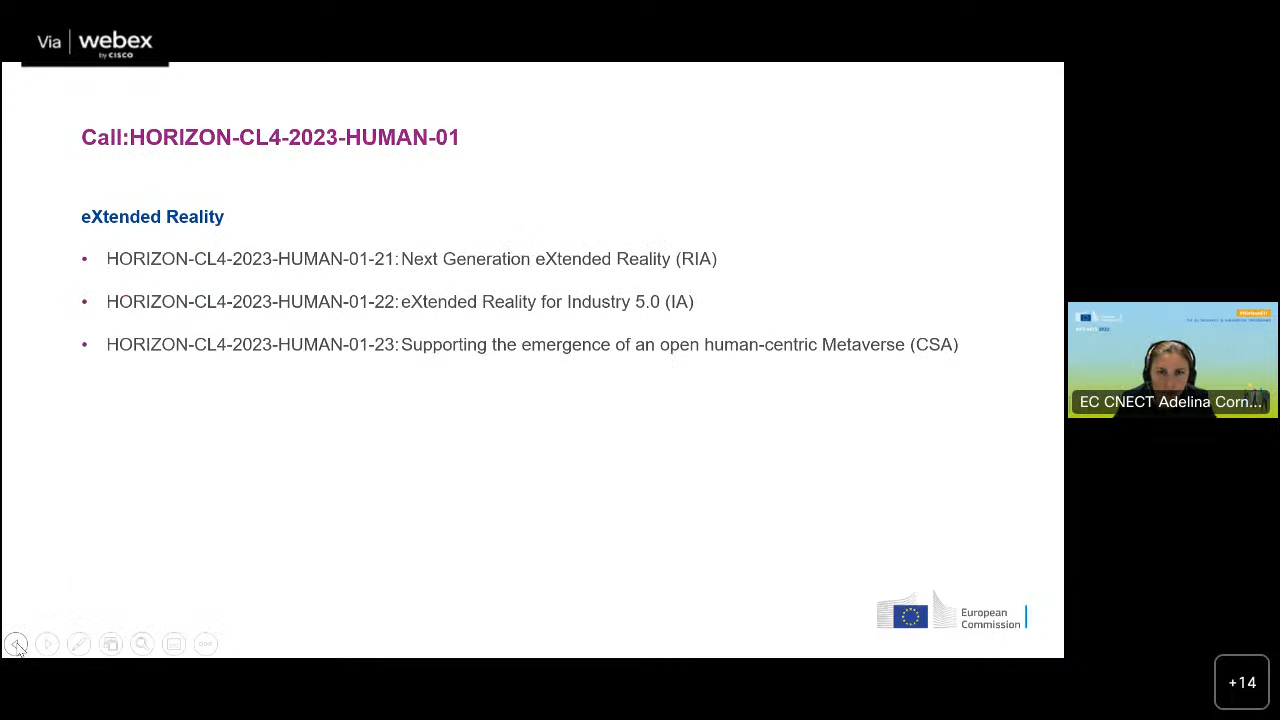 Via webex
by CISCO
Call:HORIZON-CL4-2023-HUMAN-01
eXtended Reality
• HORIZON-CL4-2023-HUMAN-01-21: Next Generation eXtended Reality (RIA)
• HORIZON-CL4-2023-HUMAN-01-22: eXtended Reality for Industry 5.0 (IA)
• HORIZON-CL4-2023-HUMAN-01-23: Supporting the emergence of an open human-centric Metaverse (CSA)
EC CNECT Adelina Corn...
European
Commission
+14